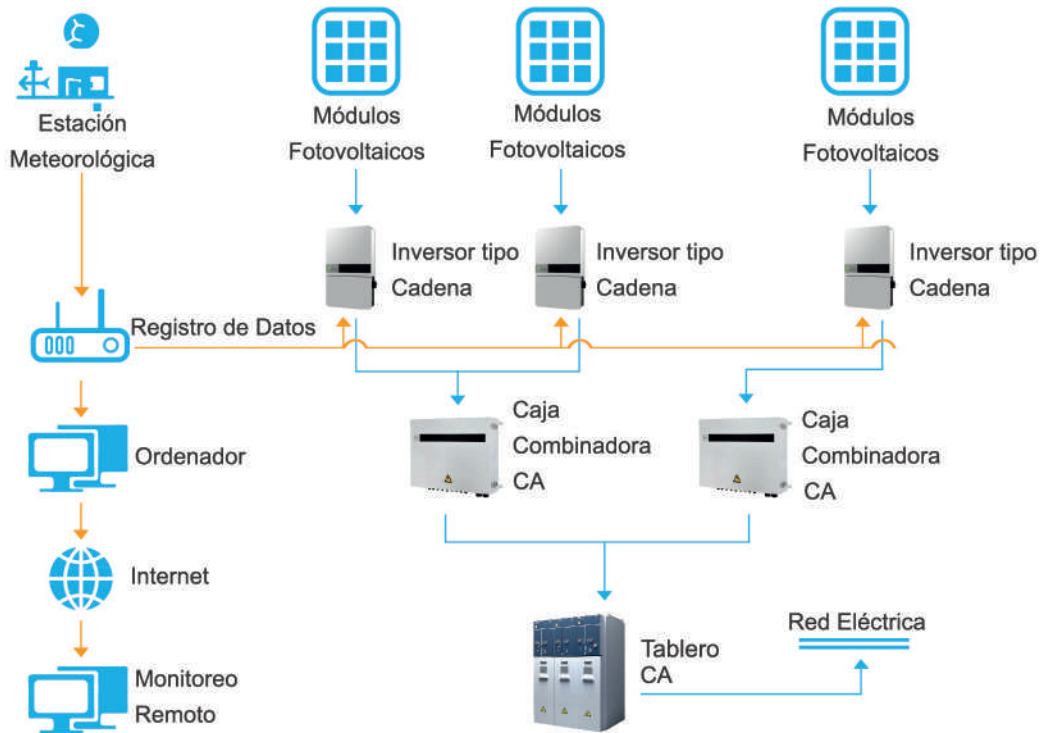 Estación
Meteorológica
Módulos
Fotovoltaicos
Módulos
Fotovoltaicos
Módulos
Fotovoltaicos
Inversor tipo
Cadena
Inversor tipo
Cadena
Inversor tipo
Cadena
Registro de Datos
Caja
Combinadora
CA
Caja
Combinadora
CA
Ordenador
Internet
Monitoreo
Remoto
Tablero
CA
Red Eléctrica